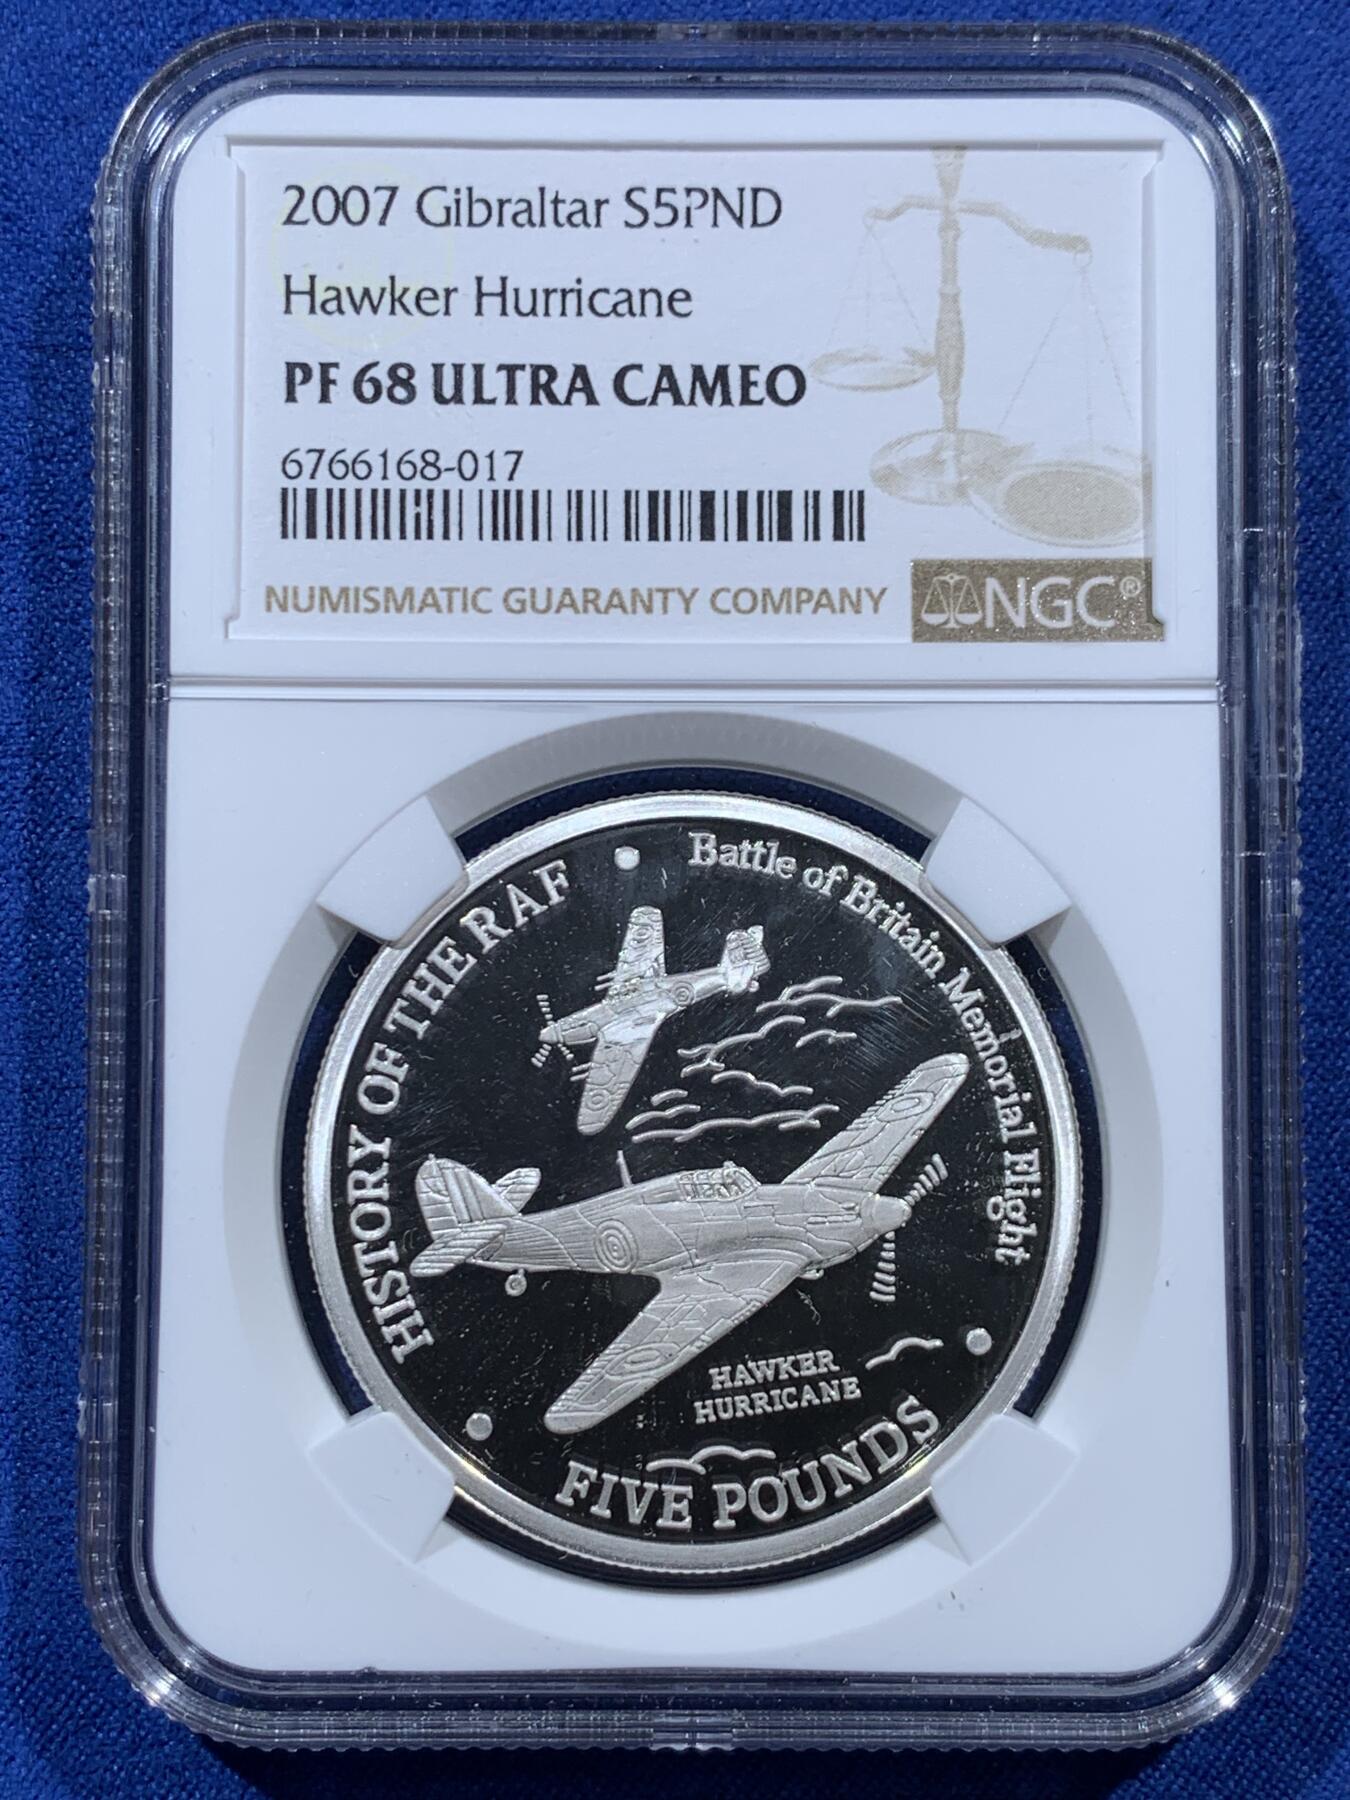 2007 Gibraltar S5PND
Hawker Hurricane
PF 68 ULTRA CAMEO
6766168-017
NUMISMATIC GUARANTY COMPANY
NGC®
HISTORY OF THE RAF
Battle of Britain Memorial Flight
HAWKER
HURRICANE
FIVE POUNDS